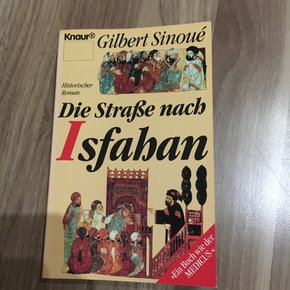 Knaur®
Gilbert Sinoué
Historischer
Roman
Die Straße nach
Isfahan
»Ein Buch wie der
MEDICUS.«